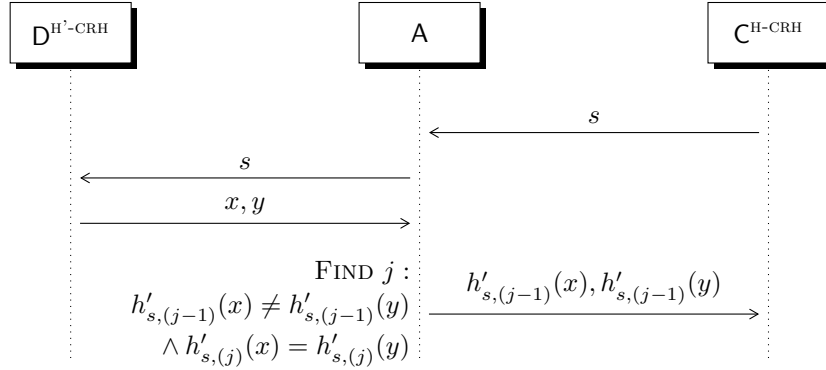 D^{H'-CRH} A C^{H-CRH}
s
s
x, y
FIND j :
h'_{s,(j−1)}(x) ≠ h'_{s,(j−1)}(y)
∧ h'_{s,(j)}(x) = h'_{s,(j)}(y)
h'_{s,(j−1)}(x), h'_{s,(j−1)}(y)